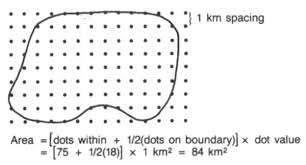 1 km spacing
Area = [dots within + 1/2(dots on boundary)] × dot value
= [75 + 1/2(18)] × 1 km² = 84 km²